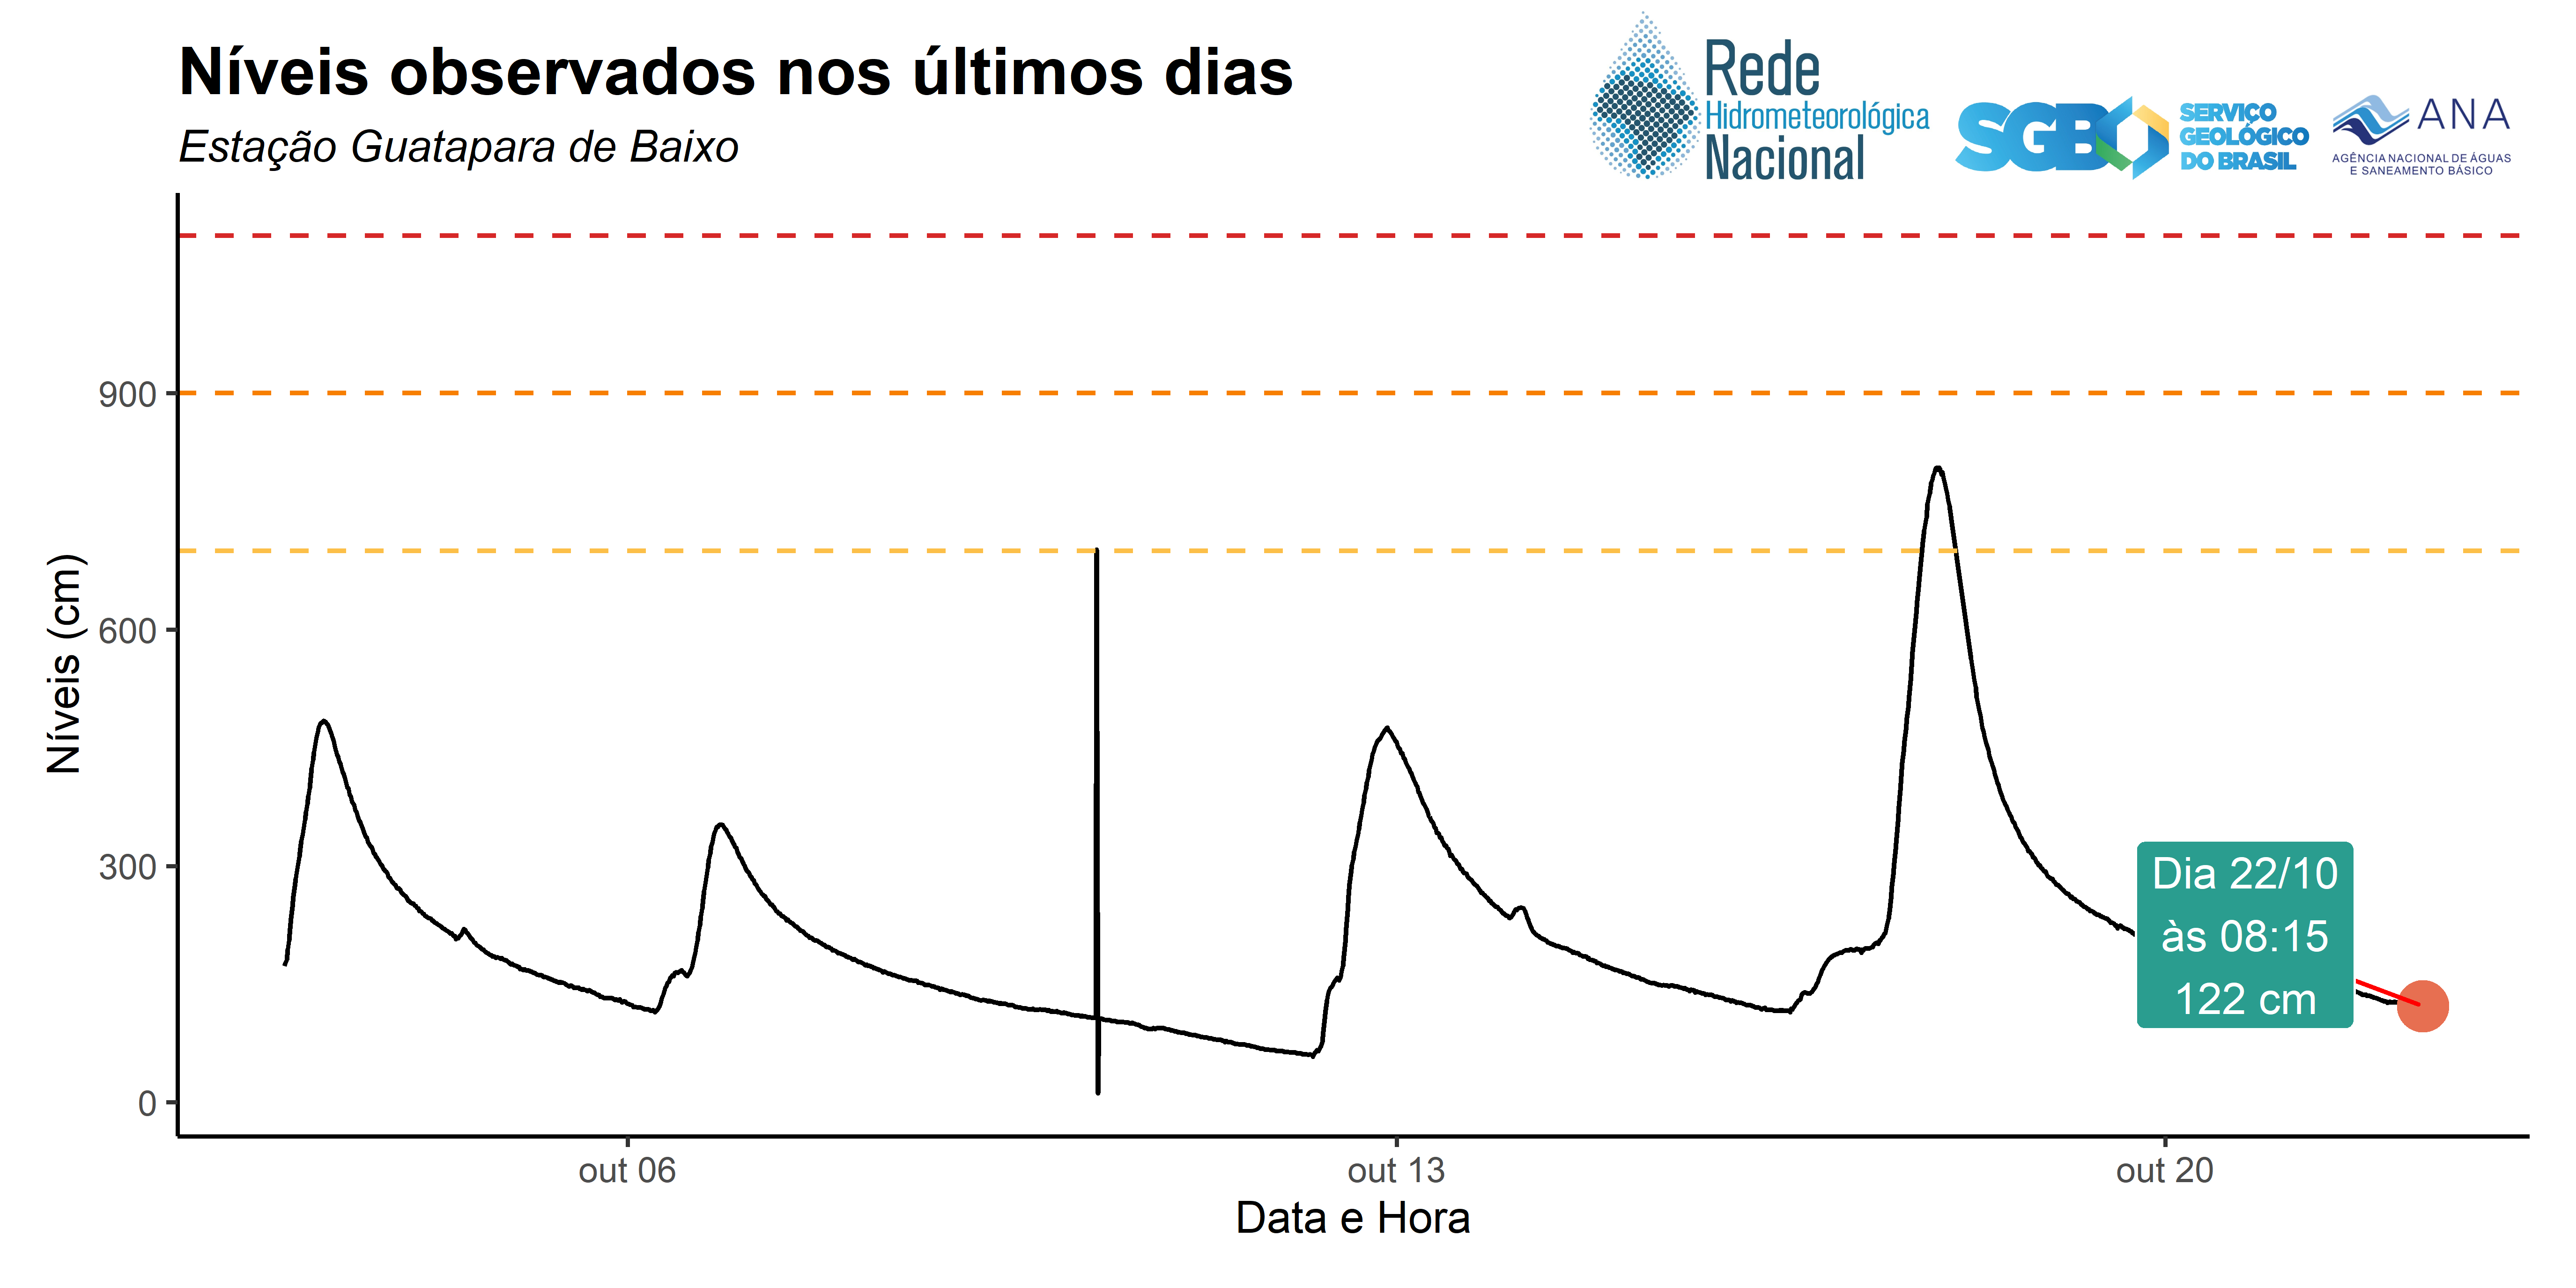 Níveis observados nos últimos dias
Estação Guatapara de Baixo
Rede
Hidrometeorológica
Nacional
SGB
SERVIÇO
GEOLÓGICO
DO BRASIL
ANA
AGÊNCIA NACIONAL DE ÁGUAS
E SANEAMENTO BÁSICO
Níveis (cm)
900
600
300
0
Dia 22/10
às 08:15
122 cm
out 06
out 13
out 20
Data e Hora